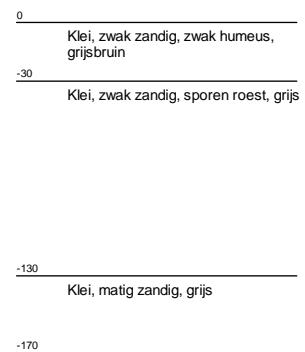 0
Klei, zwak zandig, zwak humeus,
grijsbruin
-30
Klei, zwak zandig, sporen roest, grijs
-130
Klei, matig zandig, grijs
-170